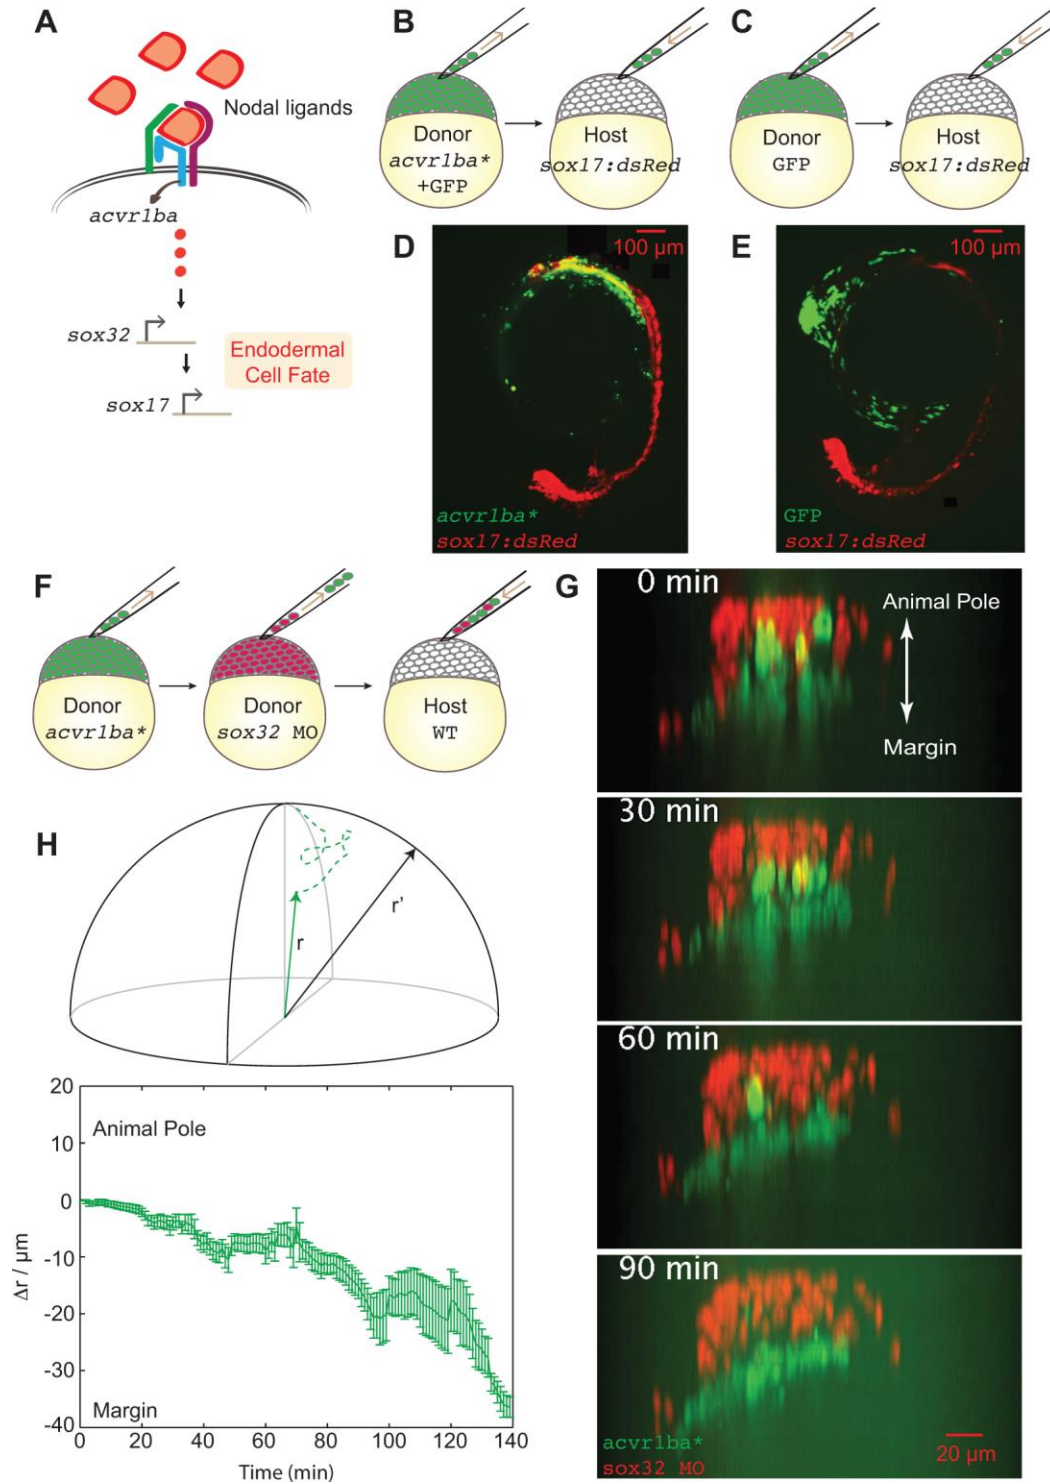 A
Nodal ligands
acvr1ba
sox32
Endodermal
Cell Fate
sox17
B
Donor
acvr1ba*
+GFP
Host
sox17:dsRed
C
Donor
GFP
Host
sox17:dsRed
D
100 µm
acvr1ba*
sox17:dsRed
E
100 µm
GFP
sox17:dsRed
F
Donor
acvr1ba*
Donor
sox32 MO
Host
WT
G
0 min
Animal Pole
Margin
30 min
60 min
90 min
acvr1ba*
sox32 MO
20 µm
H
r
r'
20
10
0
-10
-20
-30
-40
Δr / µm
Animal Pole
Margin
0 20 40 60 80 100 120 140
Time (min)